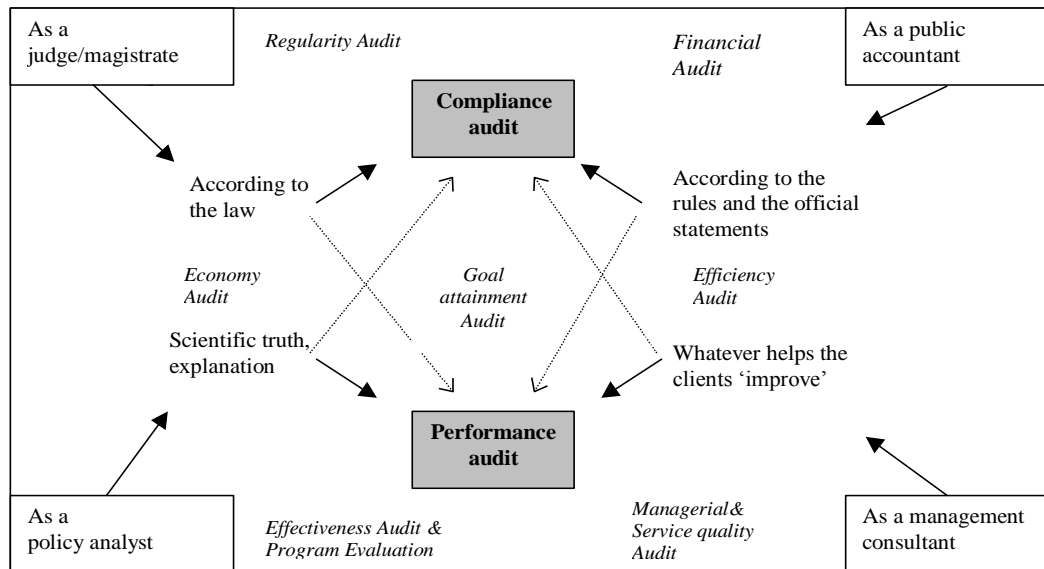 As a
judge/magistrate
Regularity Audit
Financial
Audit
As a public
accountant
Compliance
audit
According to
the law
According to the
rules and the official
statements
Economy
Audit
Goal
attainment
Audit
Efficiency
Audit
Scientific truth,
explanation
Whatever helps the
clients ‘improve’
Performance
audit
As a
policy analyst
Effectiveness Audit &
Program Evaluation
Managerial&
Service quality
Audit
As a management
consultant